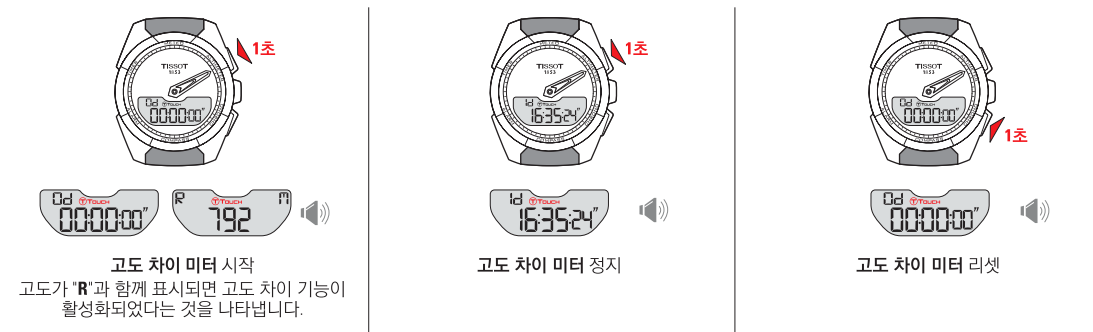 1초
TISSOT
1853
0d T-TOUCH
00:00:00"
0d T-TOUCH
00:00:00"
R M
T-TOUCH
792
고도 차이 미터 시작
고도가 "R"과 함께 표시되면 고도 차이 기능이
활성화되었다는 것을 나타냅니다.
1초
TISSOT
1853
1d T-TOUCH
16:35:24"
1d T-TOUCH
16:35:24"
고도 차이 미터 정지
TISSOT
1853
0d T-TOUCH
00:00:00"
1초
0d T-TOUCH
00:00:00"
고도 차이 미터 리셋